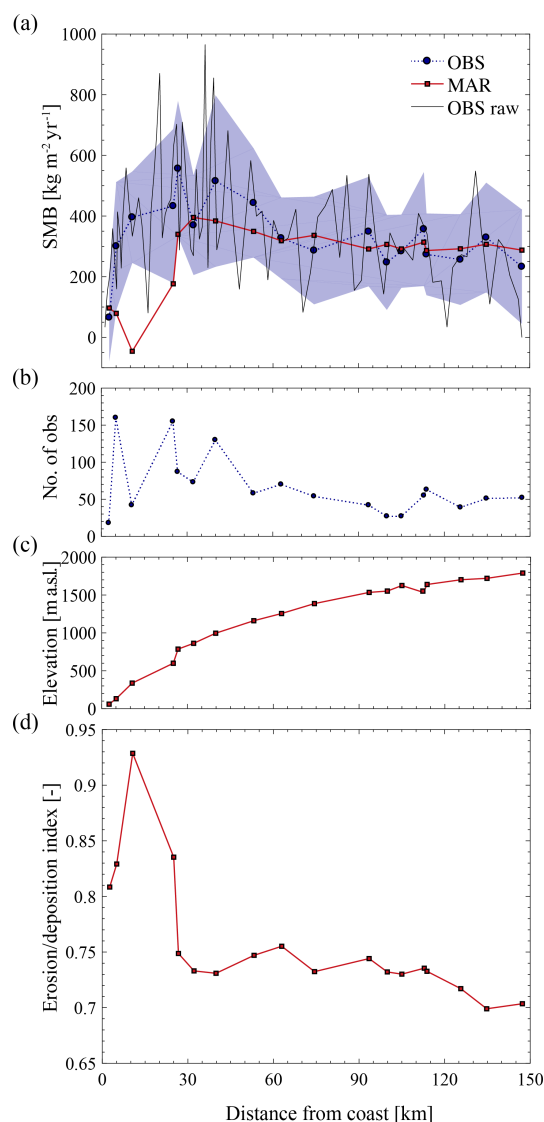 (a)
1000
800
600
400
200
0
SMB [kg m⁻² yr⁻¹]
OBS
MAR
OBS raw
(b)
200
150
100
50
0
No. of obs
(c)
2000
1500
1000
500
0
Elevation [m a.s.l.]
(d)
0.95
0.9
0.85
0.8
0.75
0.7
0.65
Erosion/deposition index [-]
0 30 60 90 120 150
Distance from coast [km]